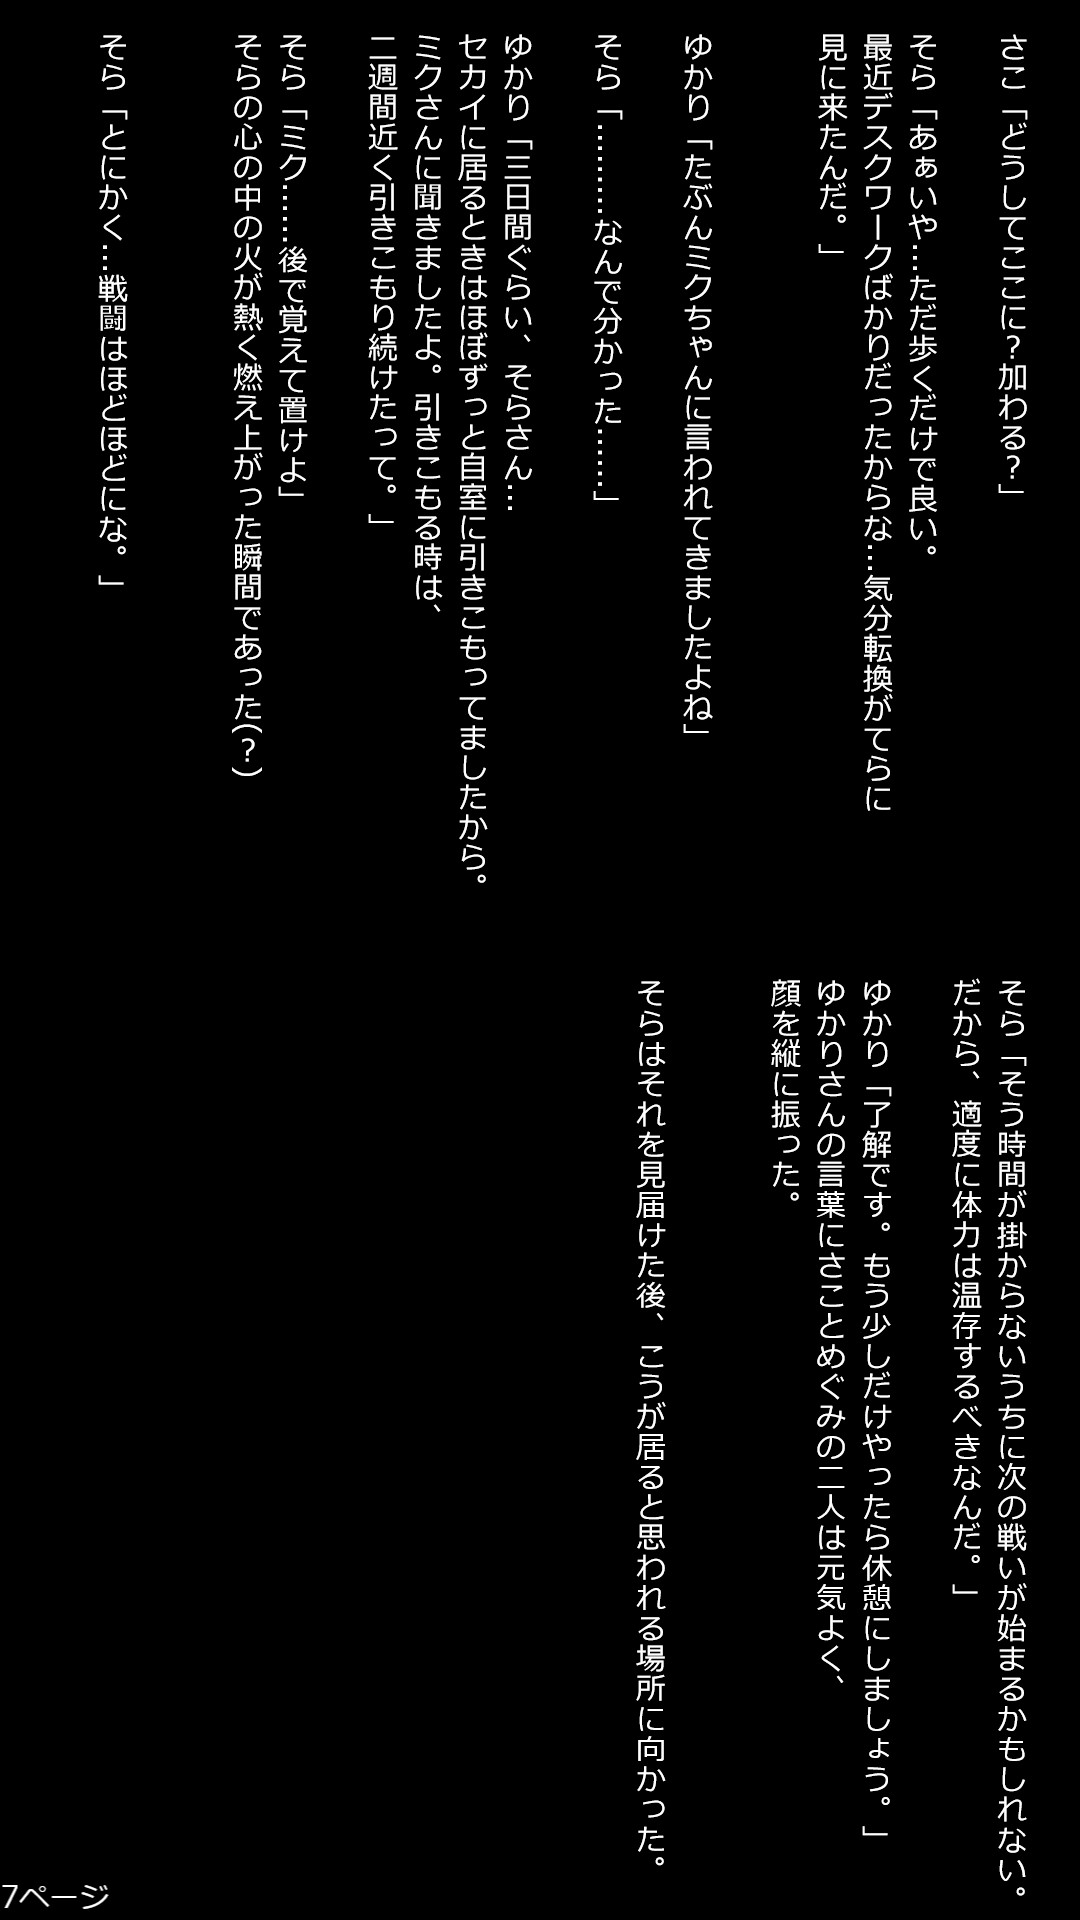 さこ「どうしてここに？加わる？」
そら「あぁいや…ただ歩くだけで良い。
最近デスクワークばかりだったからな…気分転換がてらに
見に来たんだ。」
ゆかり「たぶんミクちゃんに言われてきましたよね」
そら「…………なんで分かった……」
ゆかり「三日間ぐらい、そらさん…
セカイに居るときはほぼずっと自室に引きこもってましたから。
ミクさんに聞きましたよ。引きこもる時は、
二週間近く引きこもり続けたって。」
そら「ミク……後で覚えて置けよ」
そらの心の中の火が熱く燃え上がった瞬間であった(？)
そら「とにかく…戦闘はほどほどにな。」
そら「そう時間が掛からないうちに次の戦いが始まるかもしれない。
だから、適度に体力は温存するべきなんだ。」
ゆかり「了解です。もう少しだけやったら休憩にしましょう。」
ゆかりさんの言葉にさことめぐみの二人は元気よく、
顔を縦に振った。
そらはそれを見届けた後、こうが居ると思われる場所に向かった。
7ページ